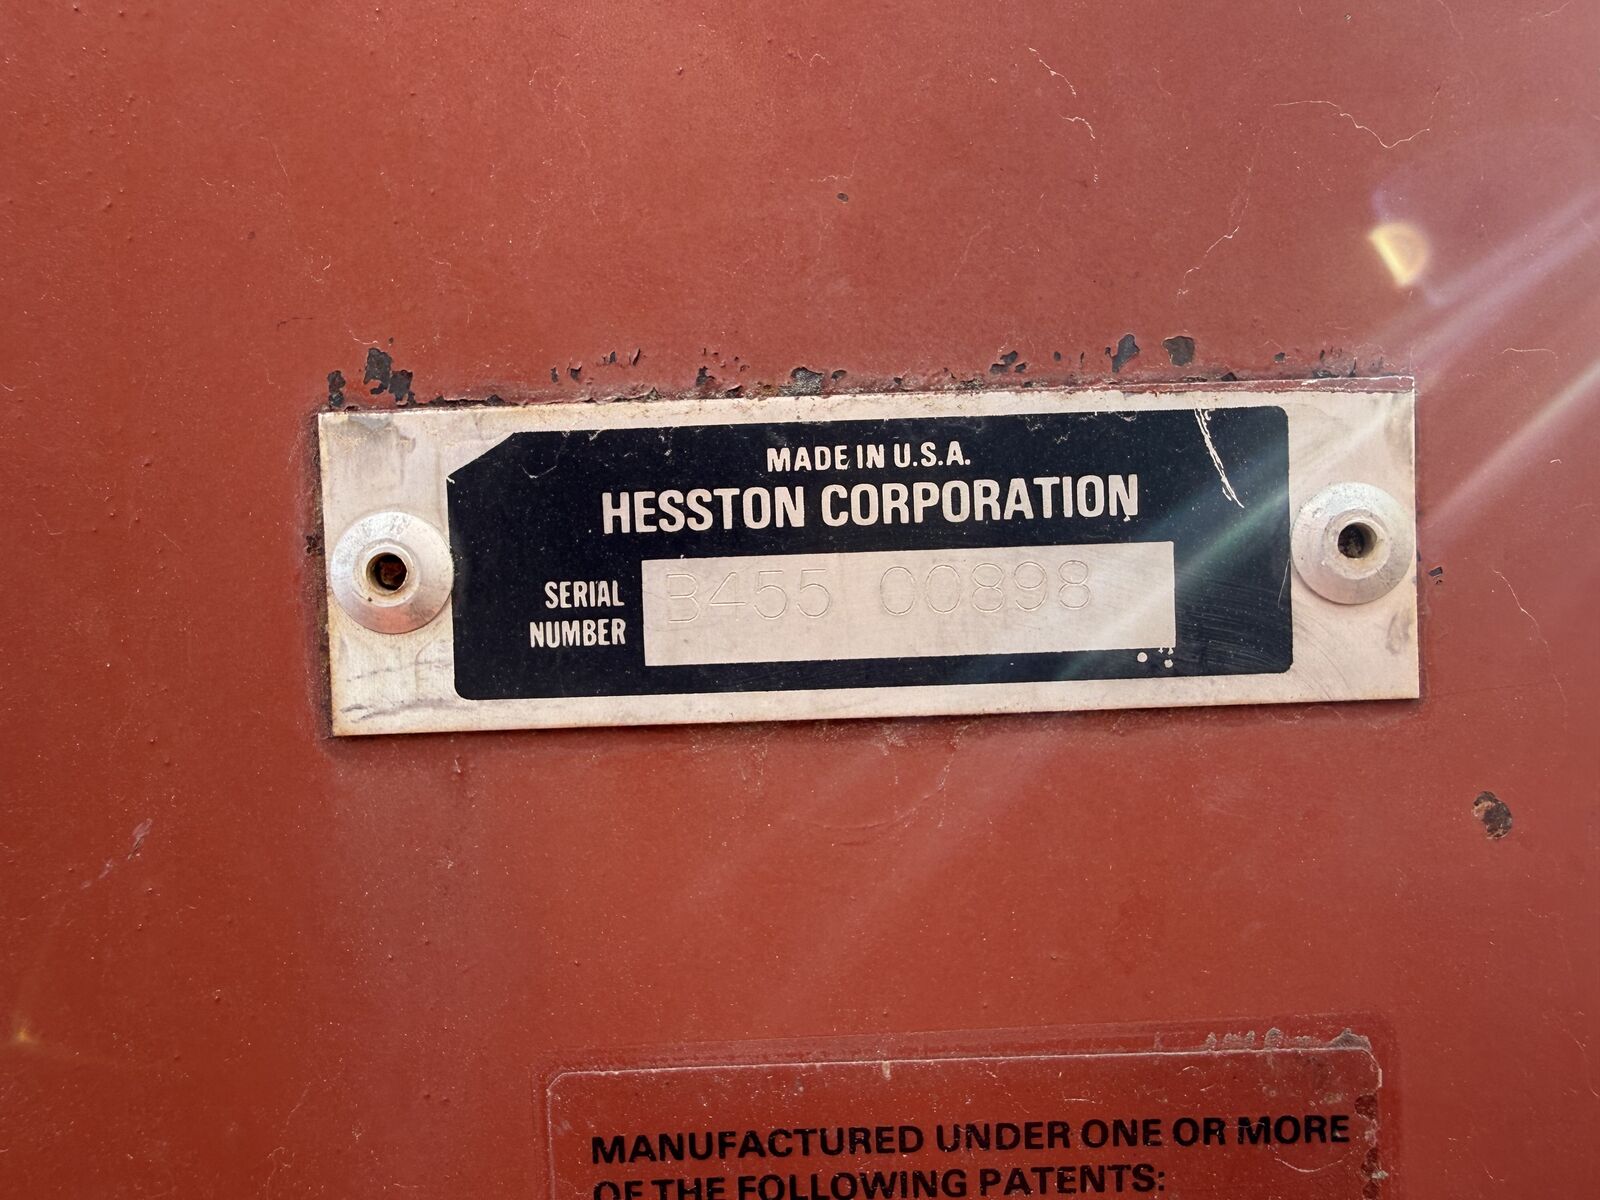 MADE IN U.S.A.
HESSTON CORPORATION
SERIAL
NUMBER
B455 00898
MANUFACTURED UNDER ONE OR MORE
OF THE FOLLOWING PATENTS: